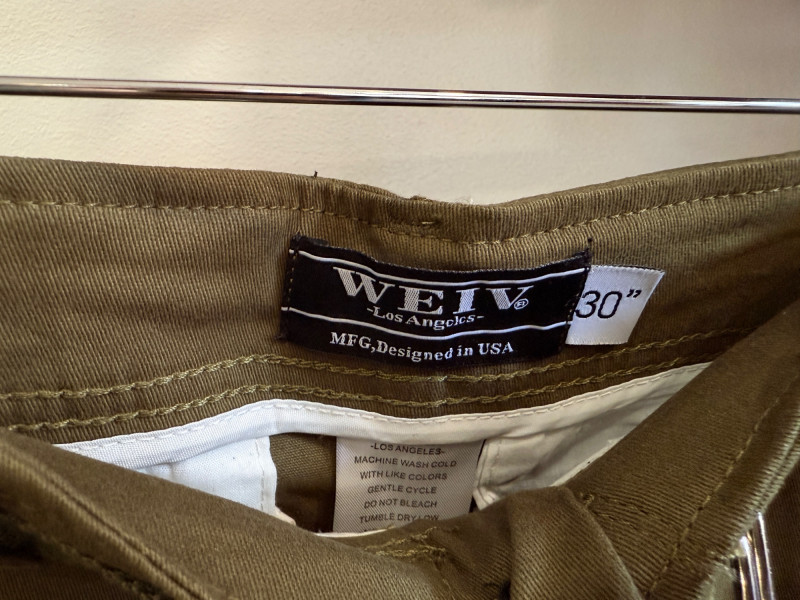 WEIV®
-Los Angeles-
MFG,Designed in USA
30"
-LOS ANGELES-
MACHINE WASH COLD
WITH LIKE COLORS
GENTLE CYCLE
DO NOT BLEACH
TUMBLE DRY LOW